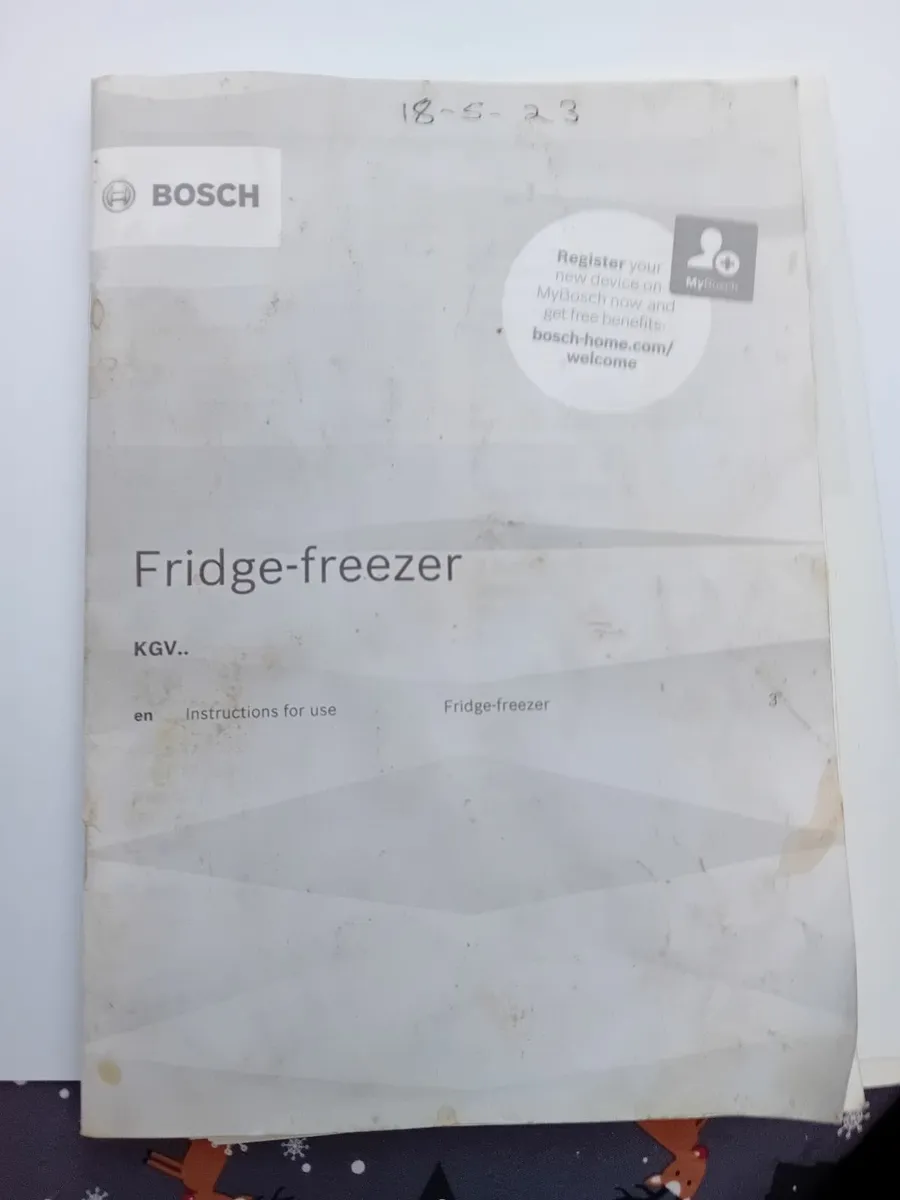 18-5-23
BOSCH
Register your
new device on
MyBosch now and
get free benefits:
bosch-home.com/
welcome
MyBosch
Fridge-freezer
KGV..
en Instructions for use Fridge-freezer 3